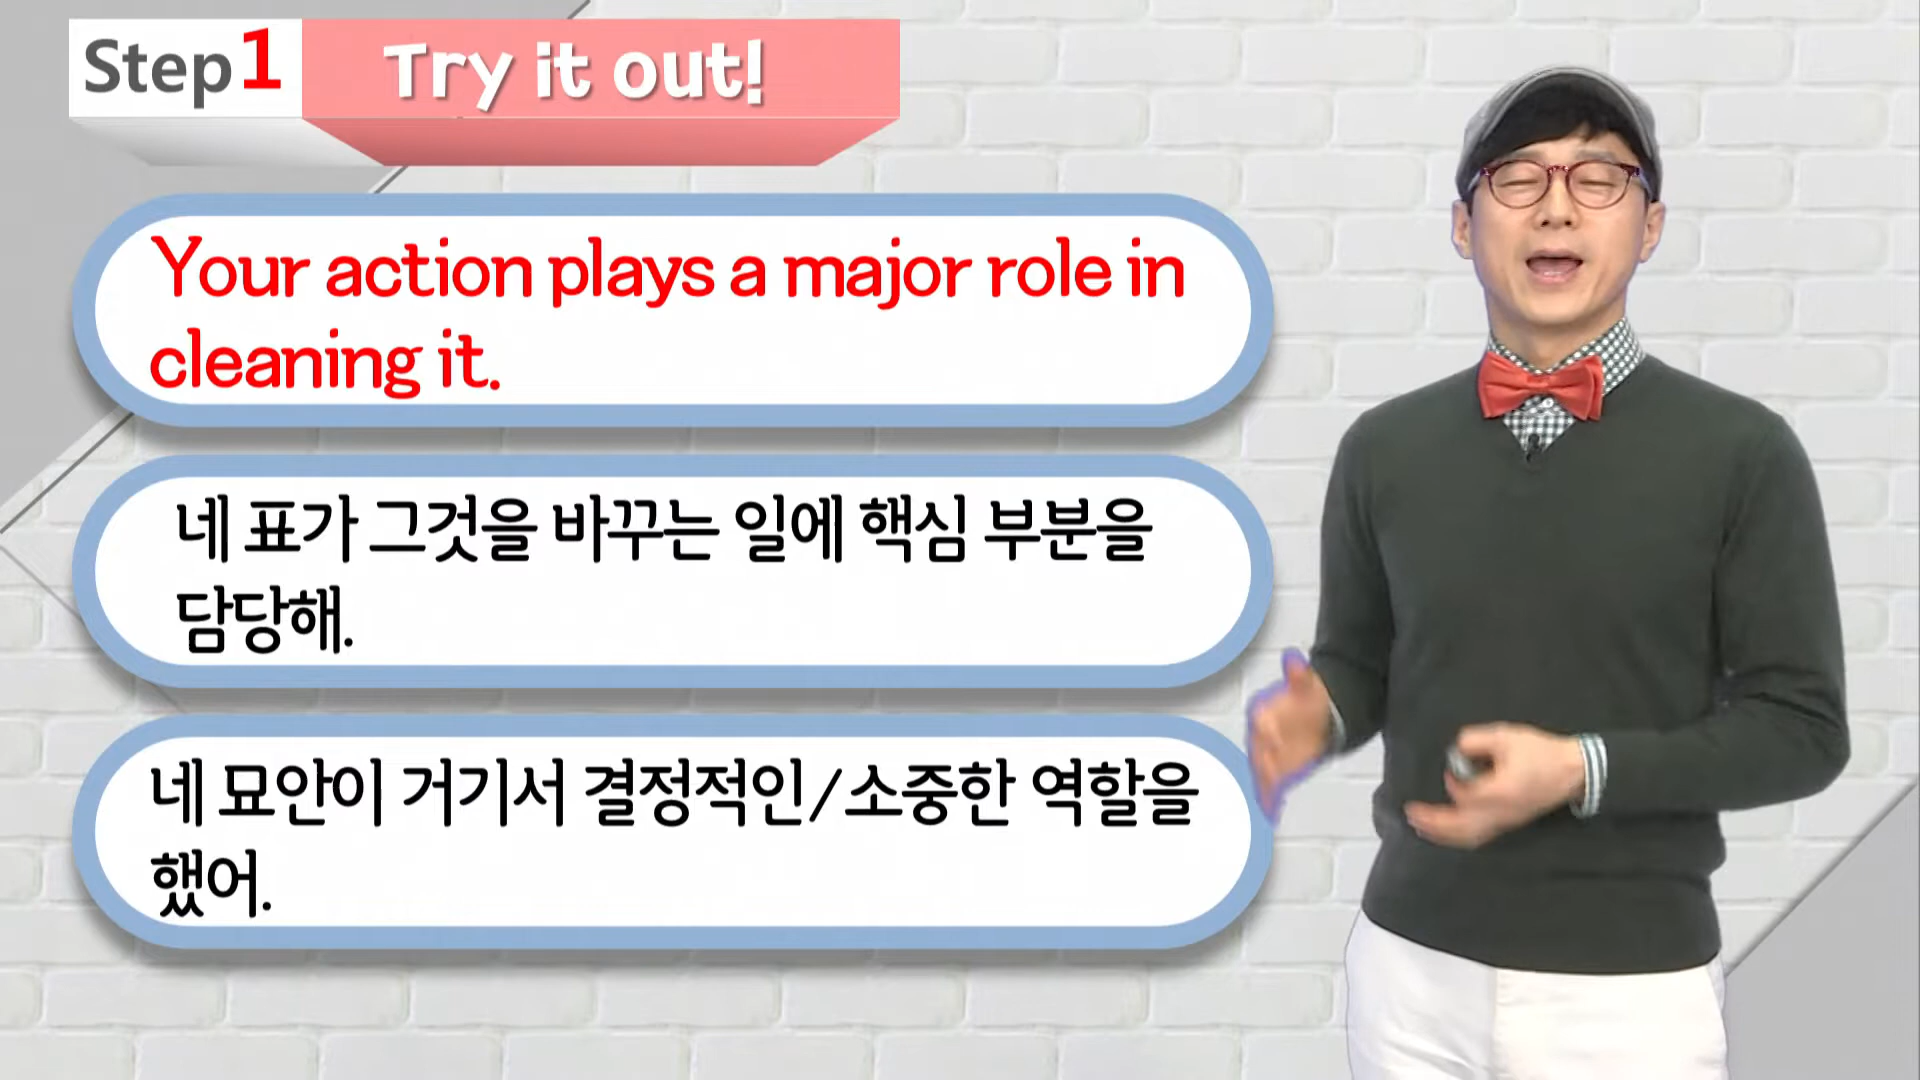 Step1 Try it out!
Your action plays a major role in
cleaning it.
네 표가 그것을 바꾸는 일에 핵심 부분을
담당해.
네 묘안이 거기서 결정적인/소중한 역할을
했어.